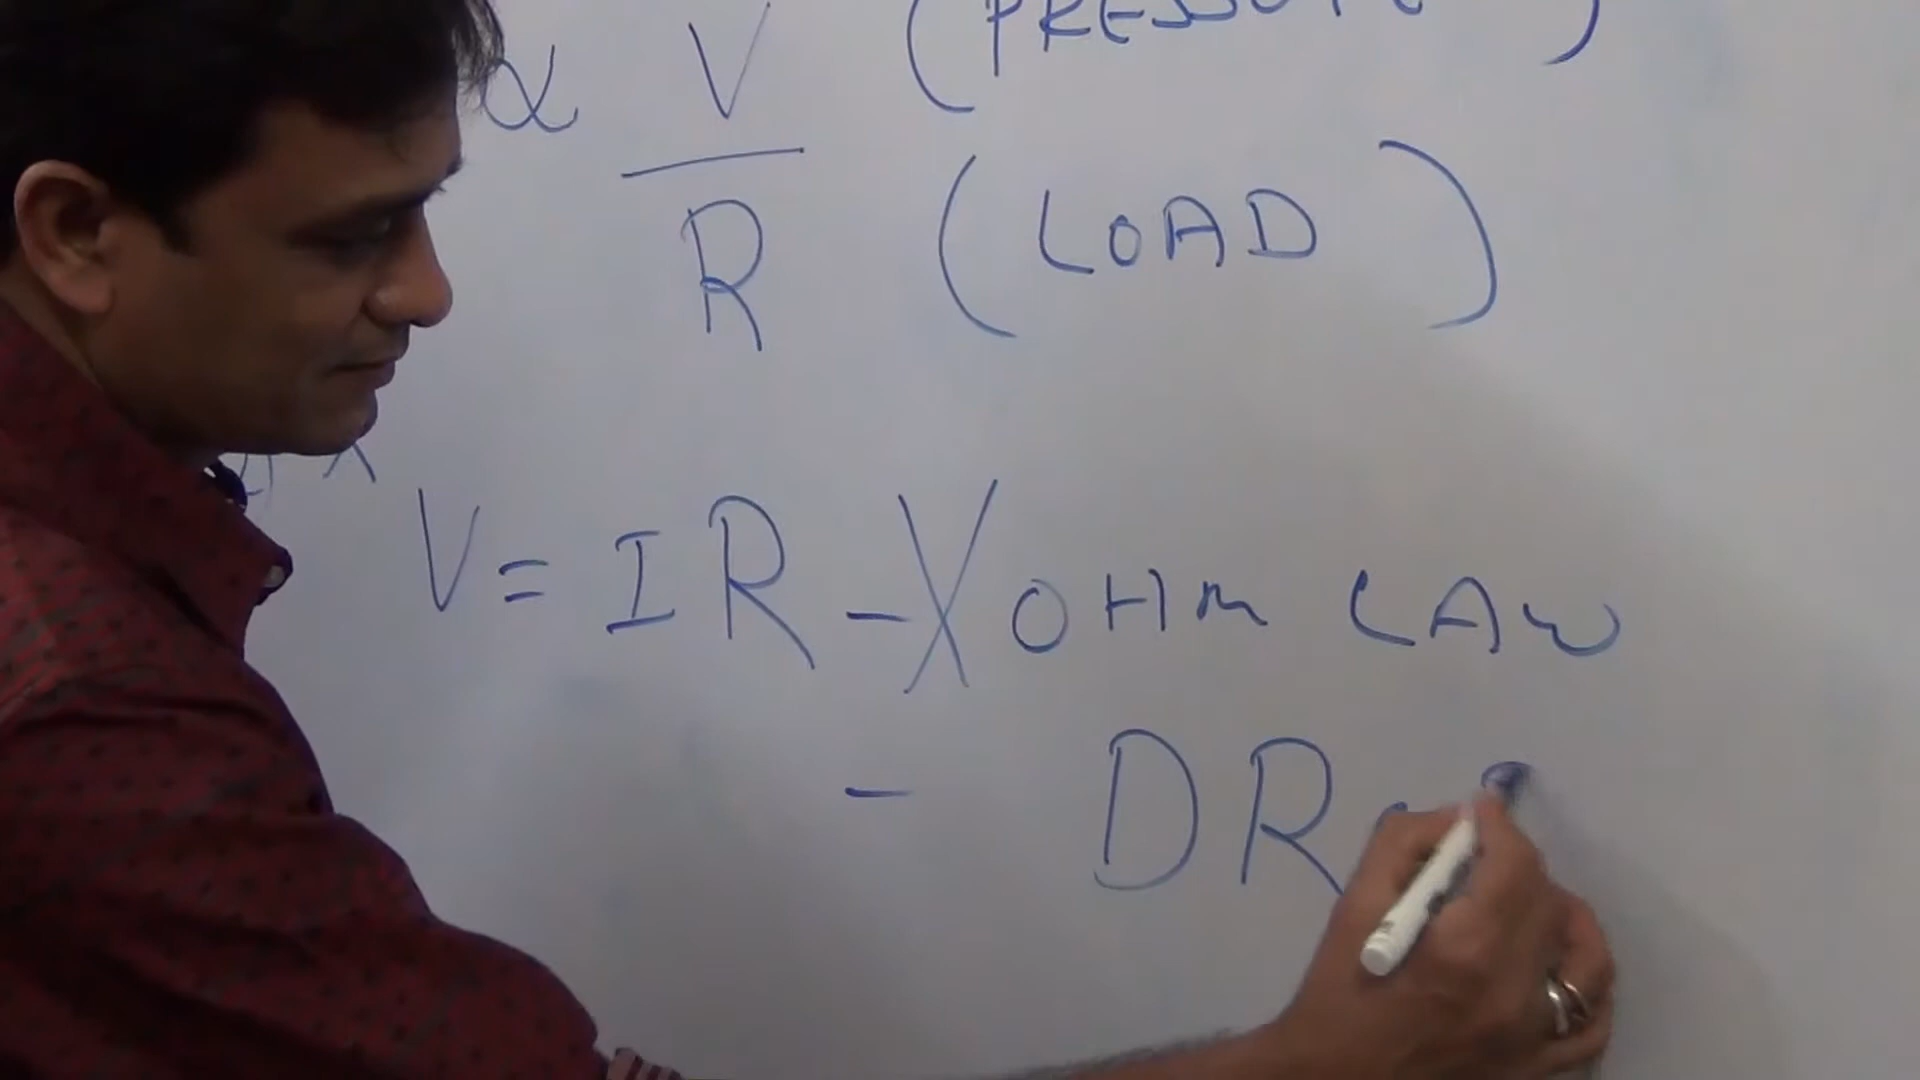 ∝ V (PRESSURE)
R (LOAD)
V = IR - X OHM LAW
- DR